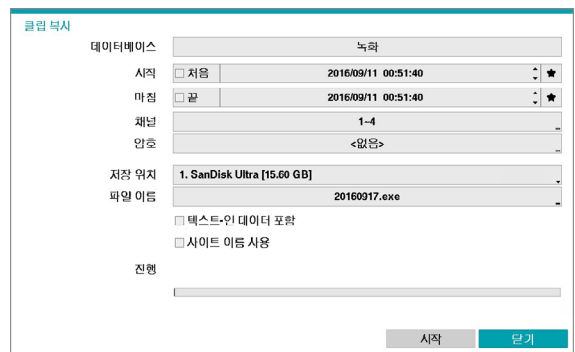 클립 복사
데이터베이스 녹화
시작 처음 2016/09/11 00:51:40
마침 끝 2016/09/11 00:51:40
채널 1~4
암호 <없음>
저장 위치 1. SanDisk Ultra [15.60 GB]
파일 이름 20160917.exe
텍스트-인 데이터 포함
사이트 이름 사용
진행
시작 닫기